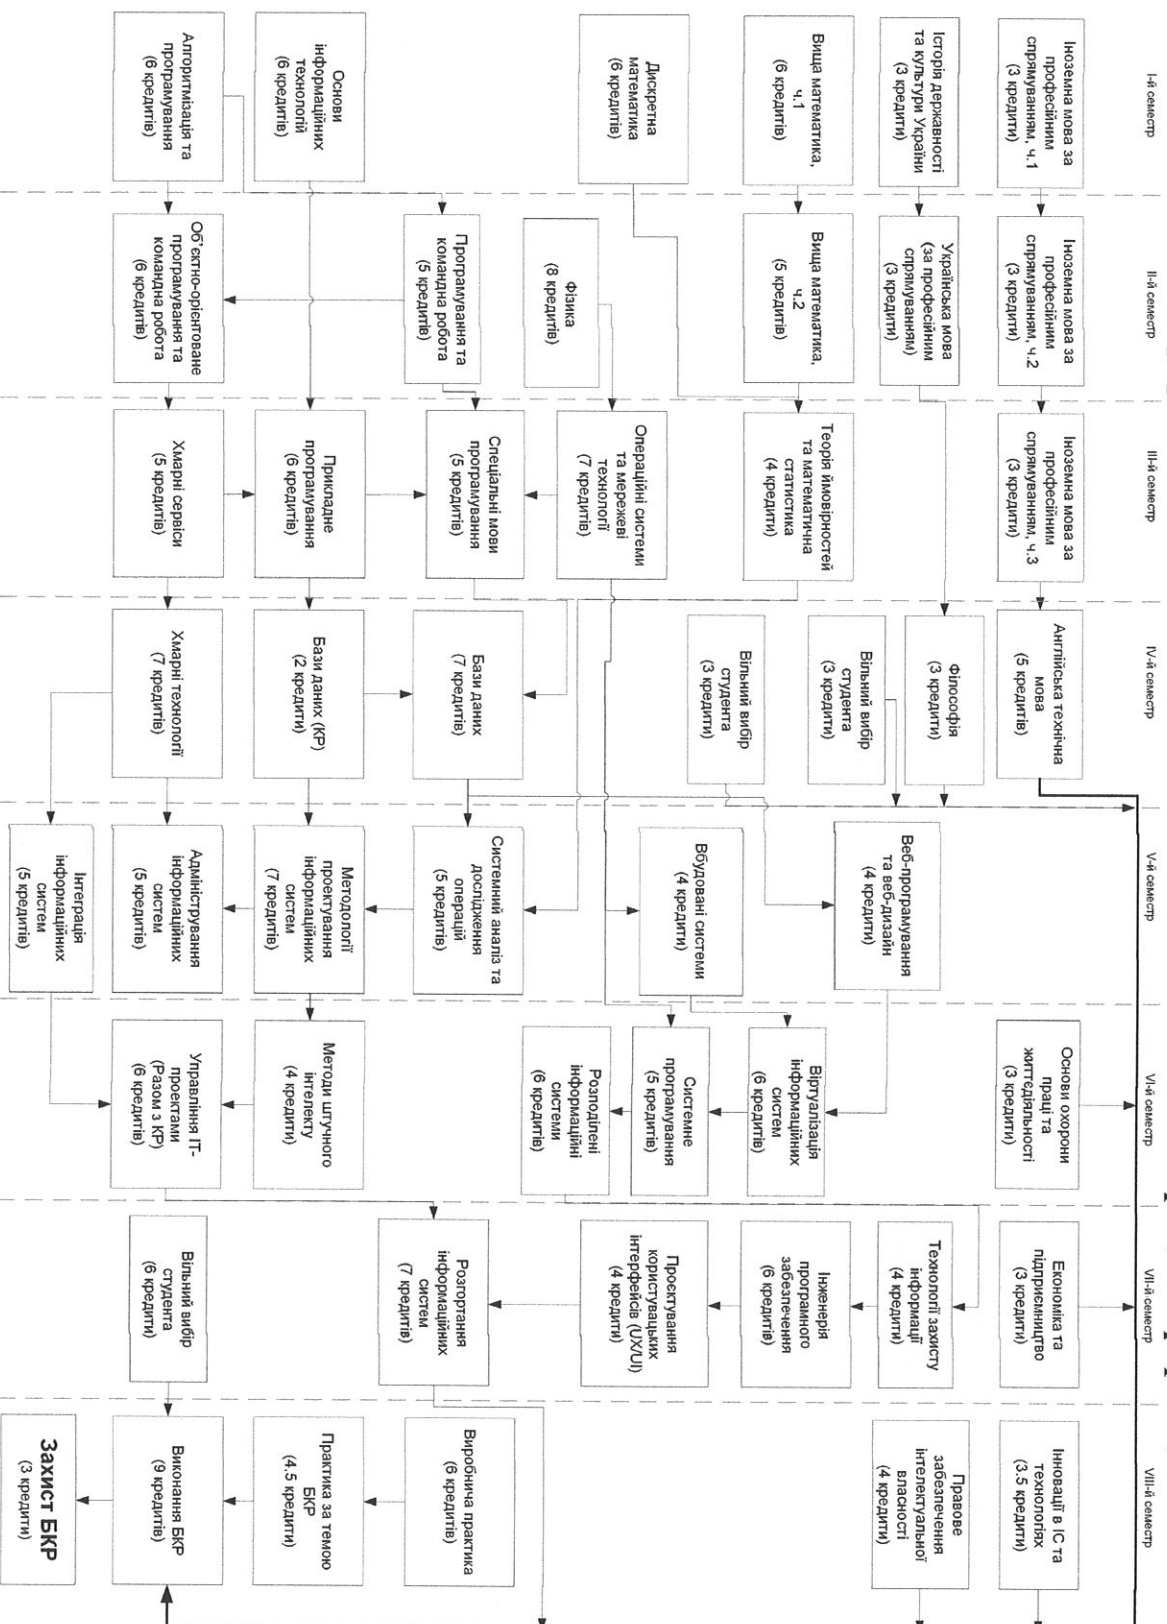 I-й семестр
Іноземна мова за
професійним
спрямуванням, ч.1
(3 кредити)
Історія державності
та культури України
(3 кредити)
Вища математика,
ч.1
(6 кредитів)
Дискретна
математика
(6 кредитів)
Основи
інформаційних
технологій
(6 кредитів)
Алгоритмізація та
програмування
(6 кредитів)
II-й семестр
Іноземна мова за
професійним
спрямуванням, ч.2
(3 кредити)
Українська мова
(за професійним
спрямуванням)
(3 кредити)
Вища математика,
ч.2
(5 кредитів)
Фізика
(8 кредитів)
Програмування та
командна робота
(5 кредитів)
Об'єктно-орієнтоване
програмування та
командна робота
(6 кредитів)
III-й семестр
Іноземна мова за
професійним
спрямуванням, ч.3
(3 кредити)
Теорія ймовірностей
та математична
статистика
(4 кредити)
Операційні системи
та мережеві
технології
(7 кредитів)
Спеціальні мови
програмування
(5 кредитів)
Прикладне
програмування
(6 кредитів)
Хмарні сервіси
(5 кредитів)
IV-й семестр
Англійська технічна
мова
(5 кредитів)
Філософія
(3 кредити)
Вільний вибір
студента
(3 кредити)
Вільний вибір
студента
(3 кредити)
Бази даних
(7 кредитів)
Бази даних (КР)
(2 кредити)
Хмарні технології
(7 кредитів)
V-й семестр
Веб-програмування
та веб-дизайн
(4 кредити)
Вбудовані системи
(4 кредити)
Системний аналіз та
дослідження
операцій
(5 кредитів)
Методології
проектування
інформаційних
систем
(7 кредитів)
Адміністрування
інформаційних
систем
(5 кредитів)
Інтеграція
інформаційних
систем
(5 кредитів)
VI-й семестр
Основи охорони
праці та
життєдіяльності
(3 кредити)
Віртуалізація
інформаційних
систем
(6 кредитів)
Системне
програмування
(5 кредитів)
Розподілені
інформаційні
системи
(6 кредитів)
Методи штучного
інтелекту
(4 кредити)
Управління ІТ-
проектами
(Разом з КР)
(6 кредитів)
VII-й семестр
Економіка та
підприємництво
(3 кредити)
Технології захисту
інформації
(4 кредити)
Інженерія
програмного
забезпечення
(6 кредитів)
Проєктування
користувацьких
інтерфейсів (UX/UI)
(4 кредити)
Розгортання
інформаційних
систем
(7 кредитів)
Вільний вибір
студента
(6 кредитів)
VIII-й семестр
Інновації в ІС та
технологіях
(3.5 кредити)
Правове
забезпечення
інтелектуальної
власності
(4 кредити)
Виробнича практика
(6 кредитів)
Практика за темою
БКР
(4.5 кредити)
Виконання БКР
(9 кредитів)
Захист БКР
(3 кредити)